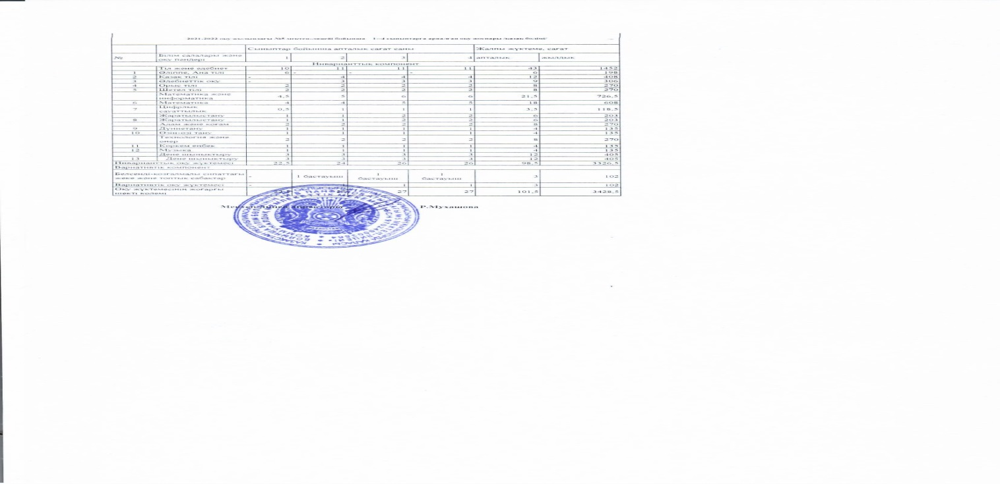 2021-2022 оқу жылындағы №5 мектеп-лицейі бойынша 1-4 сыныптарға арналған оқу жоспары /қазақ бөлімі/
№ Білім салалары және оқу пәндері Сыныптар бойынша апталық сағат саны Жалпы жүктеме, сағат
1 2 3 4 апталық жылдық
Инварианттық компонент
Тіл және әдебиет 10 11 11 11 43 1452
1 Әліппе, Ана тілі 6 - - - 6 198
2 Қазақ тілі - 4 4 4 12 408
3 Әдебиеттік оқу - 3 3 3 9 306
4 Орыс тілі 2 2 2 2 8 270
5 Шетел тілі 2 2 2 2 8 270
Математика және информатика 4,5 5 6 6 21,5 726,5
6 Математика 4 4 5 5 18 608
7 Цифрлық сауаттылық 0,5 1 1 1 3,5 118,5
Жаратылыстану 1 1 2 2 6 203
8 Жаратылыстану 1 1 2 2 6 203
Адам және қоғам 2 2 2 2 8 270
9 Дүниетану 1 1 1 1 4 135
10 Өзін-өзі тану 1 1 1 1 4 135
Технология және өнер 2 2 2 2 8 270
11 Көркем еңбек 1 1 1 1 4 135
12 Музыка 1 1 1 1 4 135
Дене шынықтыру 3 3 3 3 12 405
13 Дене шынықтыру 3 3 3 3 12 405
Инварианттық оқу жүктемесі 22,5 24 26 26 98,5 3326,5
Вариативтік компонент
Белсенді-қозғалмалы сипаттағы жеке және топтық сабақтар - 1 бастауыш 1 бастауыш 1 бастауыш 3 102
Вариативтік оқу жүктемесі - 1 1 1 3 102
Оқу жүктемесінің жоғарғы шекті көлемі 27 27 101,5 3428,5
Р.Мухашова